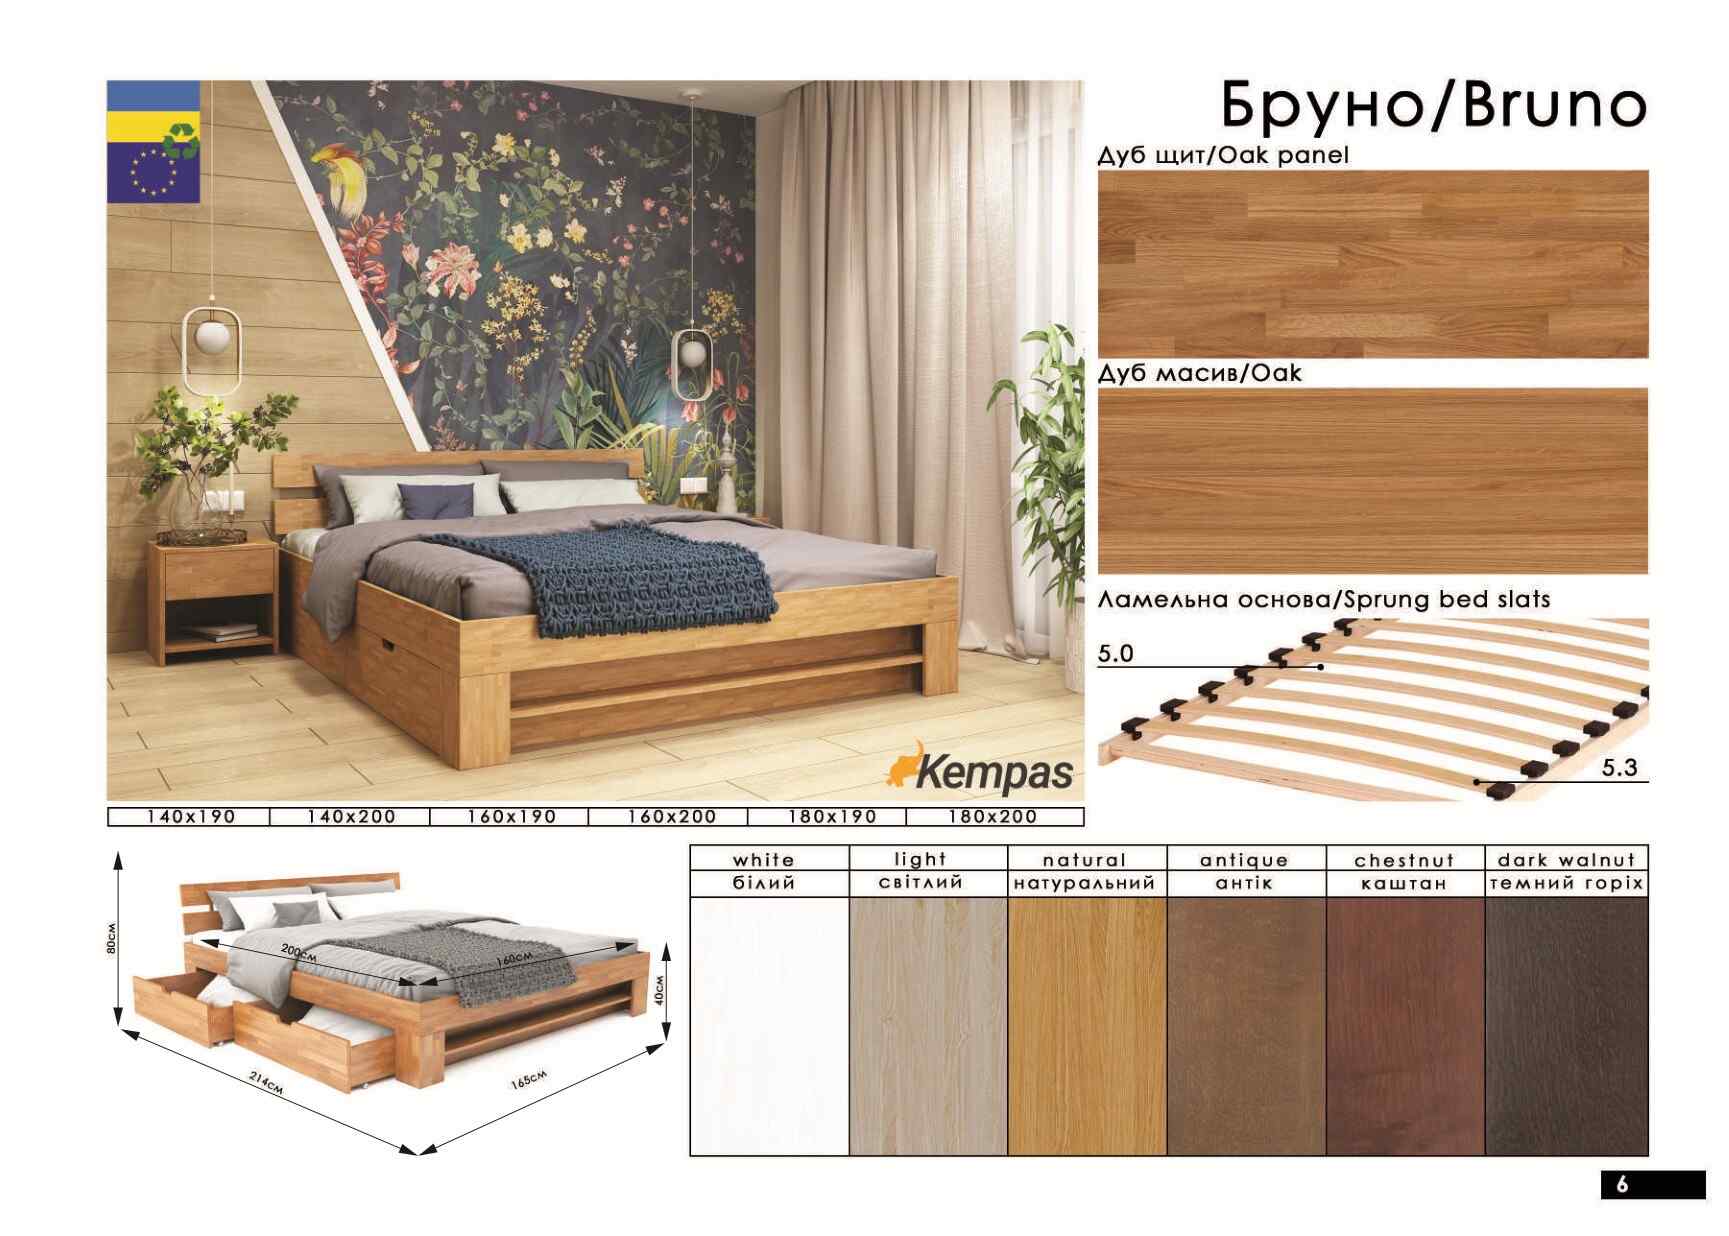 Бруно/Bruno
Дуб щит/Oak panel
Дуб масив/Oak
Ламельна основа/Sprung bed slats
5.0
5.3
Kempas
140x190 140x200 160x190 160x200 180x190 180x200
80см
200см
160см
40см
214см
165см
white light natural antique chestnut dark walnut
білий світлий натуральний антік каштан темний горіх
6